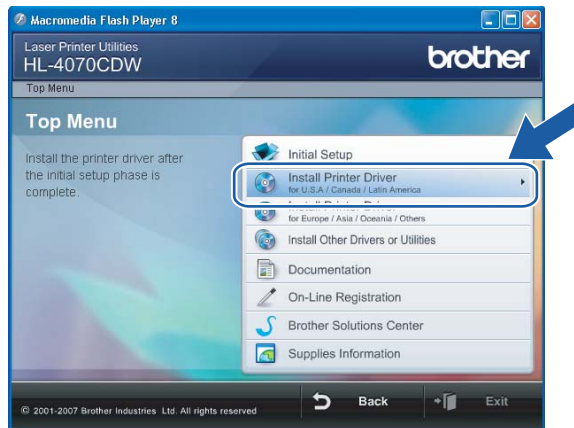 Macromedia Flash Player 8
Laser Printer Utilities
HL-4070CDW
brother
Top Menu
Top Menu
Install the printer driver after
the initial setup phase is
complete.
Initial Setup
Install Printer Driver
for U.S.A / Canada / Latin America
for Europe / Asia / Oceania / Others
Install Other Drivers or Utilities
Documentation
On-Line Registration
Brother Solutions Center
Supplies Information
© 2001-2007 Brother Industries Ltd. All rights reserved
Back
Exit